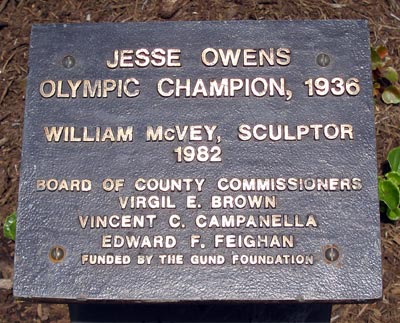 JESSE OWENS
OLYMPIC CHAMPION, 1936
WILLIAM McVEY, SCULPTOR
1982
BOARD OF COUNTY COMMISSIONERS
VIRGIL E. BROWN
VINCENT C. CAMPANELLA
EDWARD F. FEIGHAN
FUNDED BY THE GUND FOUNDATION